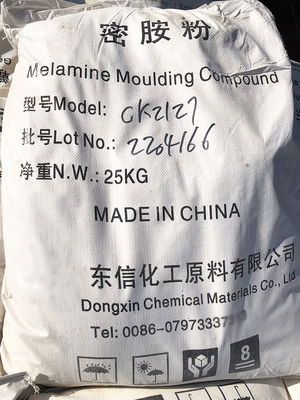 密胺粉
Melamine Moulding Compound
型号Model: CK2127
批号Lot No.: 2204166
净重N.W.: 25KG
MADE IN CHINA
东信化工原料有限公司
Dongxin Chemical Materials Co., Ltd
Tel: 0086-0797333
8